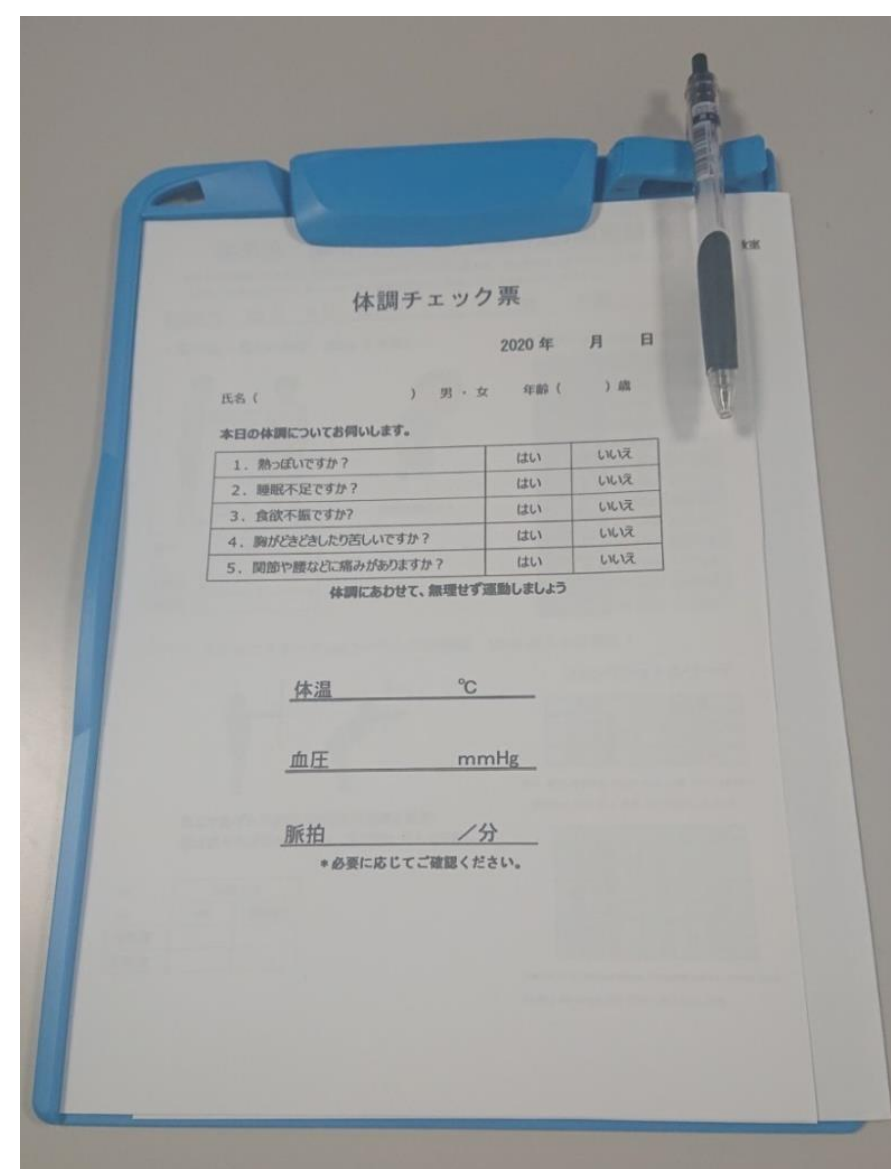 体調チェック票
2020 年　　月　　日
氏名（　　　　　　　　　　）　男 ・ 女　　年齢（　　）歳
本日の体調についてお伺いします。
1．熱っぽいですか？　はい　いいえ
2．睡眠不足ですか？　はい　いいえ
3．食欲不振ですか?　はい　いいえ
4．胸がどきどきしたり苦しいですか？　はい　いいえ
5．関節や腰などに痛みがありますか？　はい　いいえ
体調にあわせて、無理せず運動しましょう
体温　　　　　　℃
血圧　　　　　　mmHg
脈拍　　　　　　／分
＊必要に応じてご確認ください。